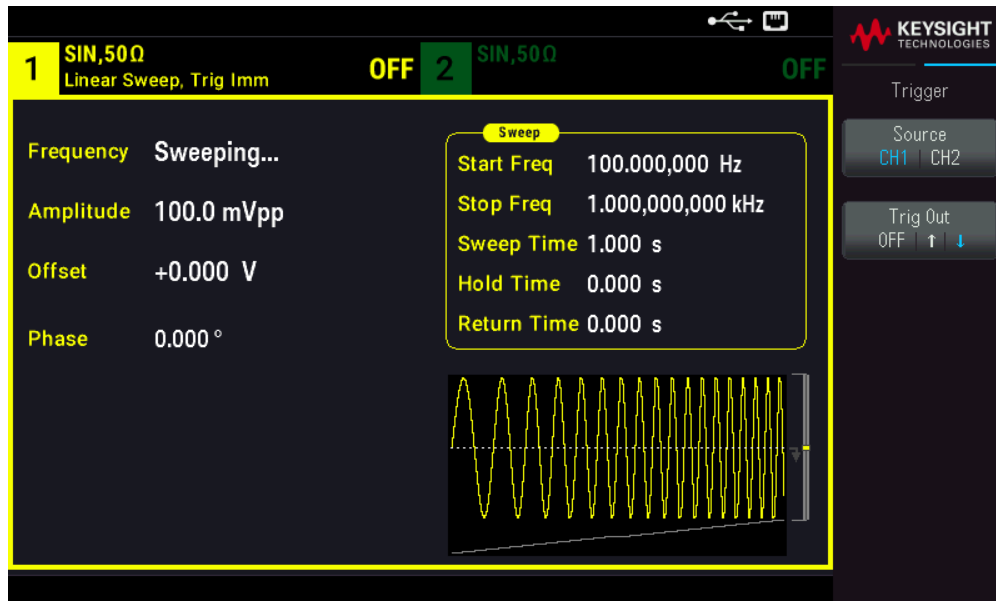 KEYSIGHT
TECHNOLOGIES
1 SIN,50Ω OFF
Linear Sweep, Trig Imm
2 SIN,50Ω OFF
Trigger
Source
CH1 | CH2
Trig Out
OFF | ↑ | ↓
Frequency Sweeping...
Amplitude 100.0 mVpp
Offset +0.000 V
Phase 0.000 °
Sweep
Start Freq 100.000,000 Hz
Stop Freq 1.000,000,000 kHz
Sweep Time 1.000 s
Hold Time 0.000 s
Return Time 0.000 s